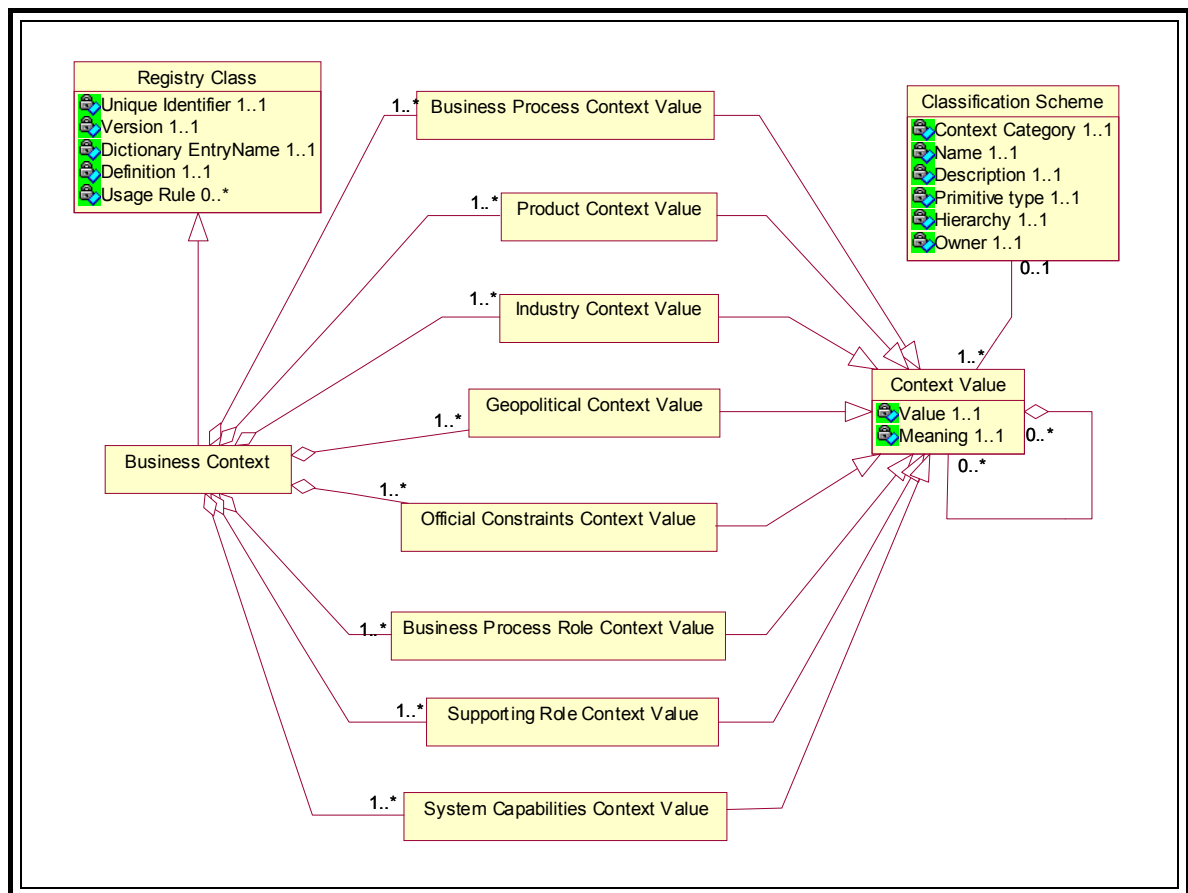 Registry Class
Unique Identifier 1..1
Version 1..1
Dictionary EntryName 1..1
Definition 1..1
Usage Rule 0..*
Classification Scheme
Context Category 1..1
Name 1..1
Description 1..1
Primitive type 1..1
Hierarchy 1..1
Owner 1..1
0..1
1..*
Business Process Context Value
1..*
Product Context Value
1..*
Industry Context Value
1..*
Geopolitical Context Value
1..*
Official Constraints Context Value
1..*
Business Process Role Context Value
1..*
Supporting Role Context Value
1..*
System Capabilities Context Value
Business Context
1..*
Context Value
Value 1..1
Meaning 1..1
0..*
0..*